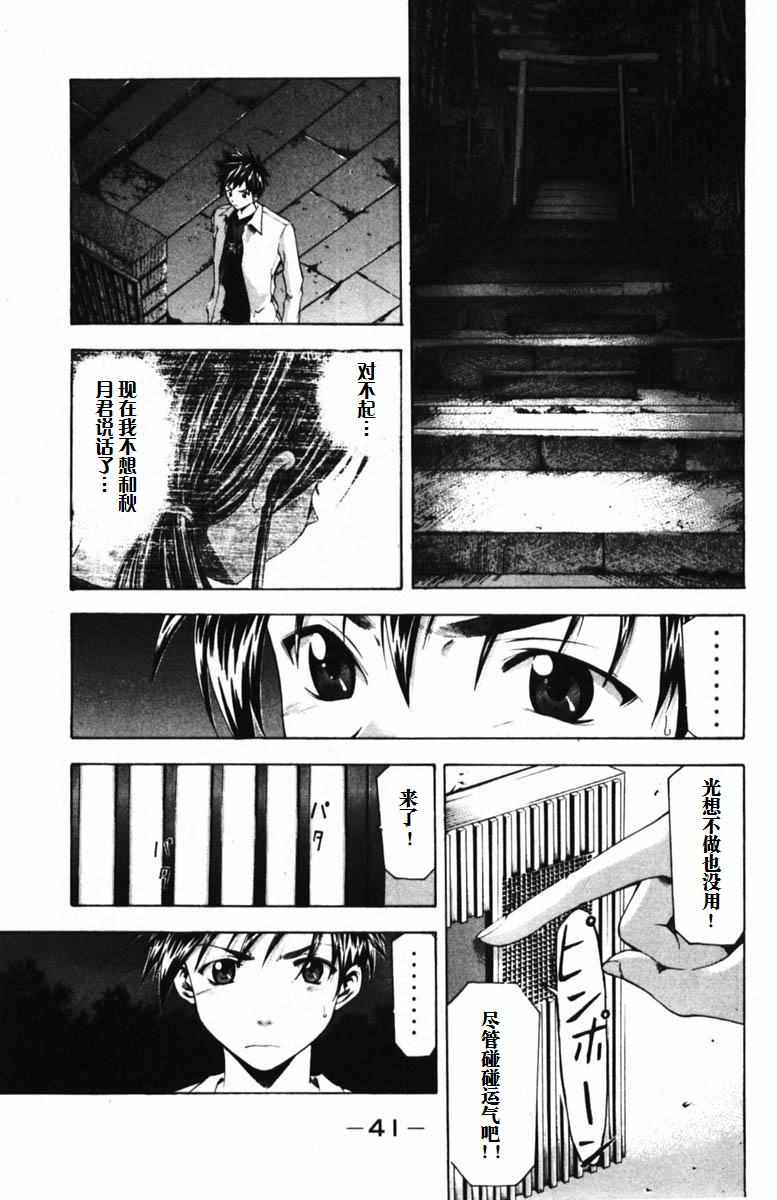 对不起…
现在我不想和秋
月君说话了…
………
光想不做也没用！
ピンポーン
尽管碰碰运气吧！！
来了！
パタ
パタ
………
—41—